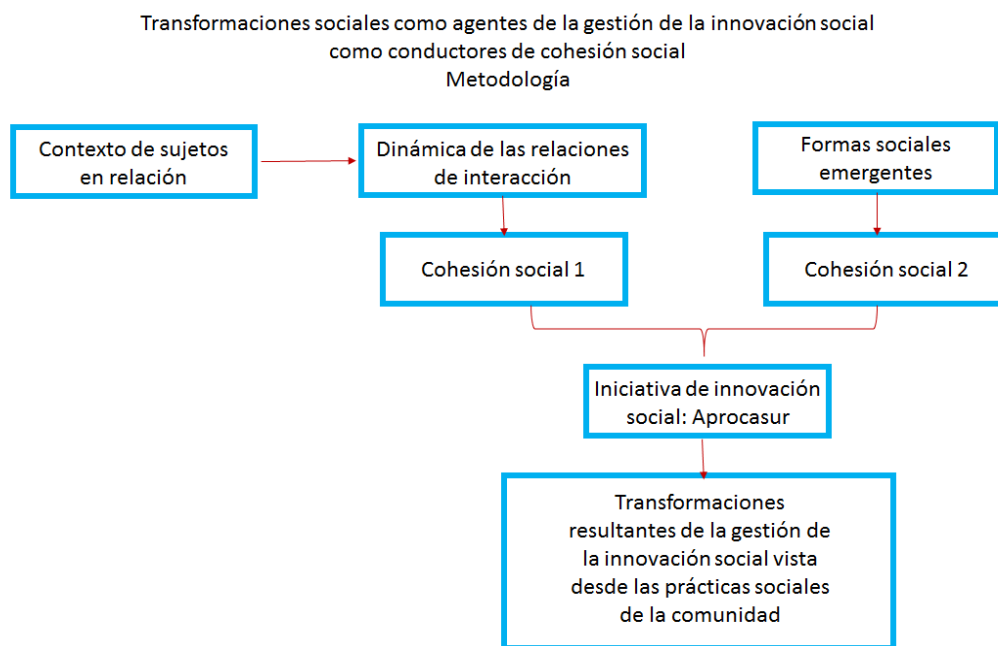 Transformaciones sociales como agentes de la gestión de la innovación social
como conductores de cohesión social
Metodología
Contexto de sujetos
en relación
Dinámica de las relaciones
de interacción
Formas sociales
emergentes
Cohesión social 1
Cohesión social 2
Iniciativa de innovación
social: Aprocasur
Transformaciones
resultantes de la gestión de
la innovación social vista
desde las prácticas sociales
de la comunidad